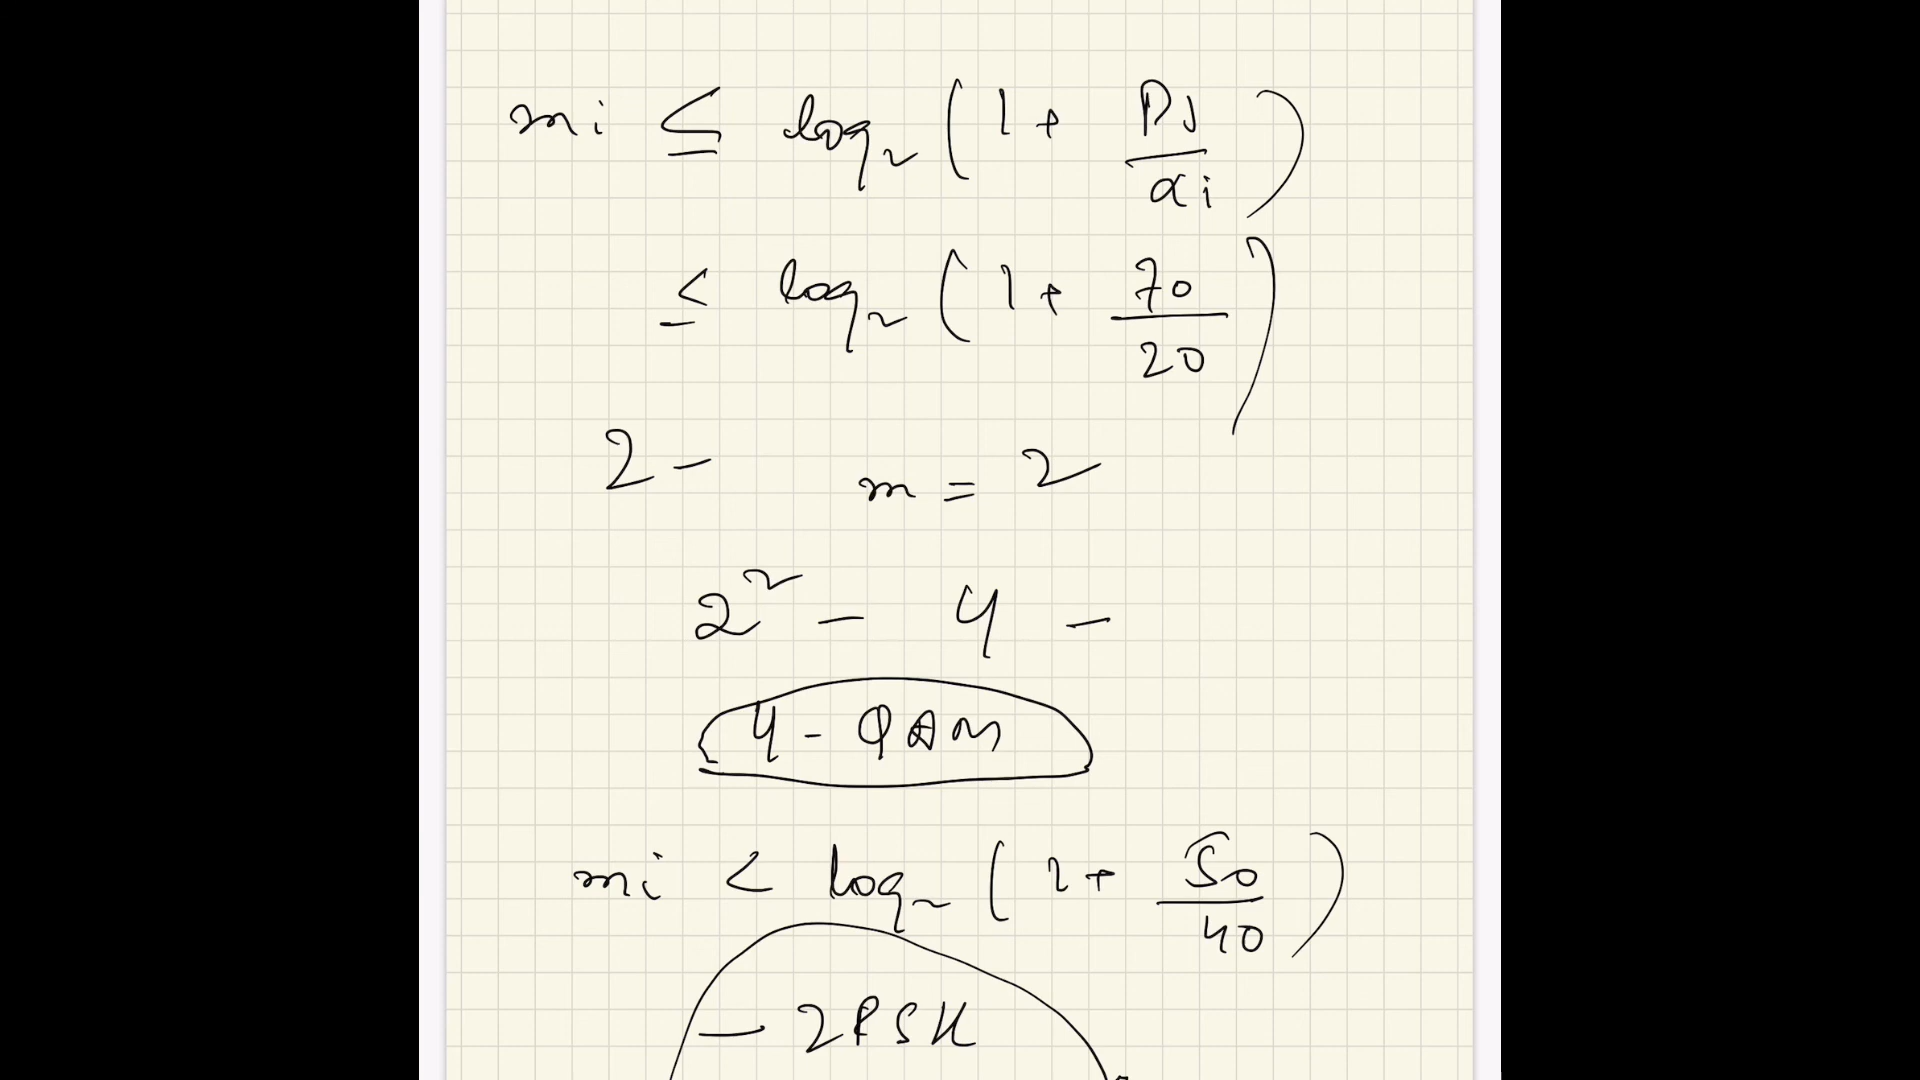 mi ≤ log₂ ( 1 + Pj / αi )
≤ log₂ ( 1 + 70 / 20 )
2 - m = 2
2² - 4 -
4 - QAM
mi < log₂ ( 1 + 50 / 40 )
- 2PSK